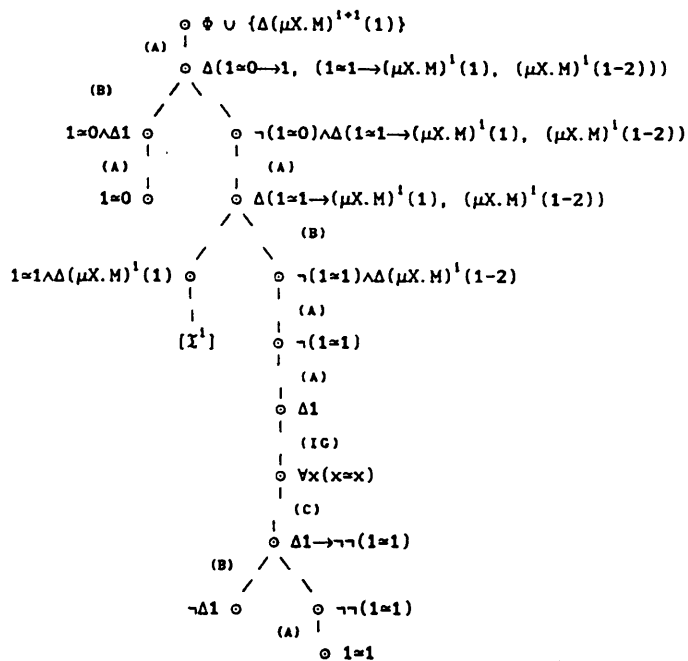 ⊙ Φ ∪ {Δ(μX.M)^{i+1}(1)}
(A)
⊙ Δ(1≃0→1, (1≃1→(μX.M)^i(1), (μX.M)^i(1-2)))
(B)
1≃0∧Δ1 ⊙ ⊙ ¬(1≃0)∧Δ(1≃1→(μX.M)^i(1), (μX.M)^i(1-2))
(A) (A)
1≃0 ⊙ ⊙ Δ(1≃1→(μX.M)^i(1), (μX.M)^i(1-2))
(B)
1≃1∧Δ(μX.M)^i(1) ⊙ ⊙ ¬(1≃1)∧Δ(μX.M)^i(1-2)
(A)
[Σ^i] ⊙ ¬(1≃1)
(A)
⊙ Δ1
(IG)
⊙ ∀x(x≃x)
(C)
⊙ Δ1→¬¬(1≃1)
(B)
¬Δ1 ⊙ ⊙ ¬¬(1≃1)
(A)
⊙ 1≃1